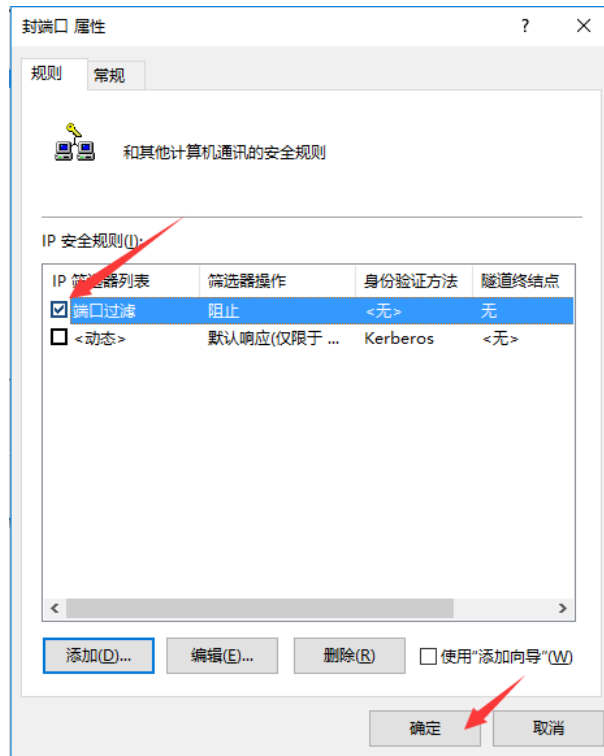 封端口 属性
规则 常规
和其他计算机通讯的安全规则
IP 安全规则(I):
IP 筛选器列表 筛选器操作 身份验证方法 隧道终结点
端口过滤 阻止 <无> 无
<动态> 默认响应(仅限于 ... Kerberos <无>
添加(D)... 编辑(E)... 删除(R) 使用“添加向导”(W)
确定 取消